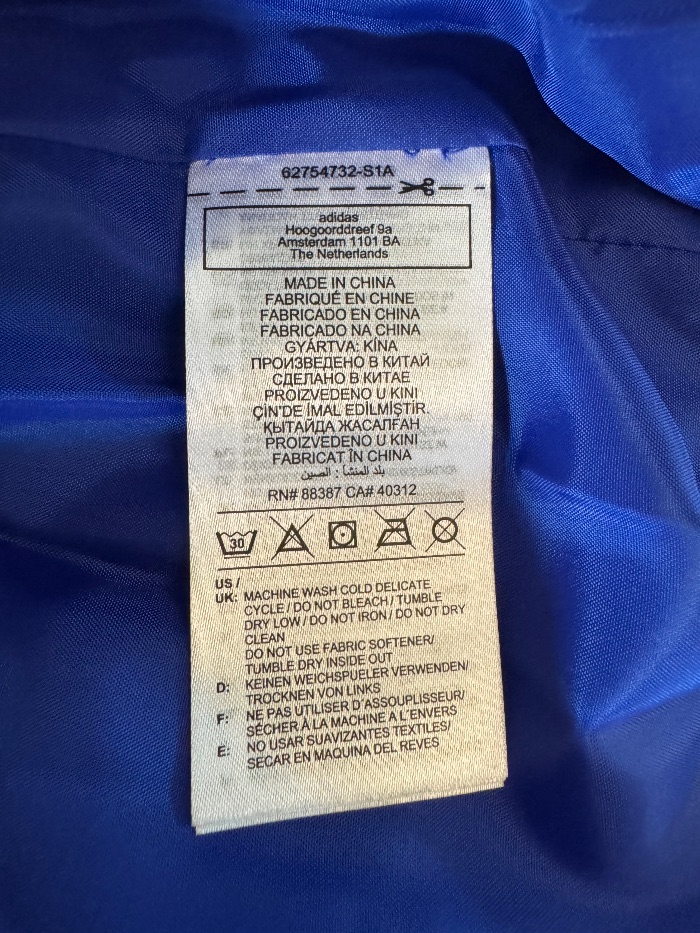 62754732-S1A
adidas
Hoogoorddreef 9a
Amsterdam 1101 BA
The Netherlands
MADE IN CHINA
FABRIQUÉ EN CHINE
FABRICADO EN CHINA
FABRICADO NA CHINA
GYÁRTVA: KÍNA
ПРОИЗВЕДЕНО В КИТАЙ
СДЕЛАНО В КИТАЕ
PROIZVEDENO U KINI
ÇİN'DE İMAL EDİLMİŞTİR.
ҚЫТАЙДА ЖАСАЛҒАН
PROIZVEDENO U KINI
FABRICAT ÎN CHINA
بلد المنشأ : الصين
RN# 88387 CA# 40312
30
US /
UK: MACHINE WASH COLD DELICATE
CYCLE / DO NOT BLEACH / TUMBLE
DRY LOW / DO NOT IRON / DO NOT DRY
CLEAN
DO NOT USE FABRIC SOFTENER/
TUMBLE DRY INSIDE OUT
D: KEINEN WEICHSPUELER VERWENDEN/
TROCKNEN VON LINKS
F: NE PAS UTILISER D´ASSOUPLISSEUR/
SÉCHER À LA MACHINE A L´ENVERS
E: NO USAR SUAVIZANTES TEXTILES/
SECAR EN MAQUINA DEL REVES